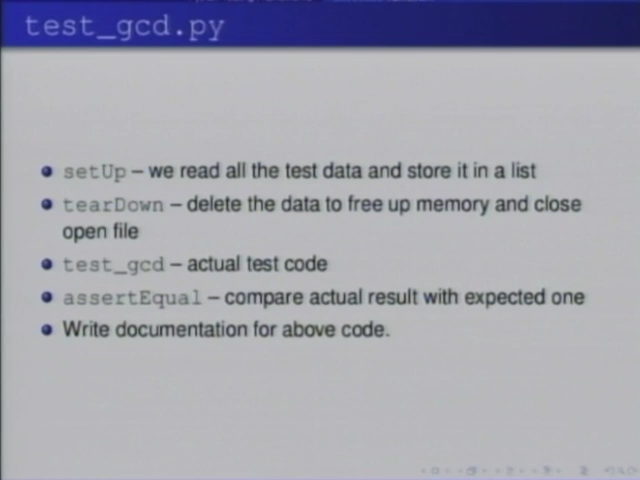 test_gcd.py
setUp – we read all the test data and store it in a list
tearDown – delete the data to free up memory and close
open file
test_gcd – actual test code
assertEqual – compare actual result with expected one
Write documentation for above code.